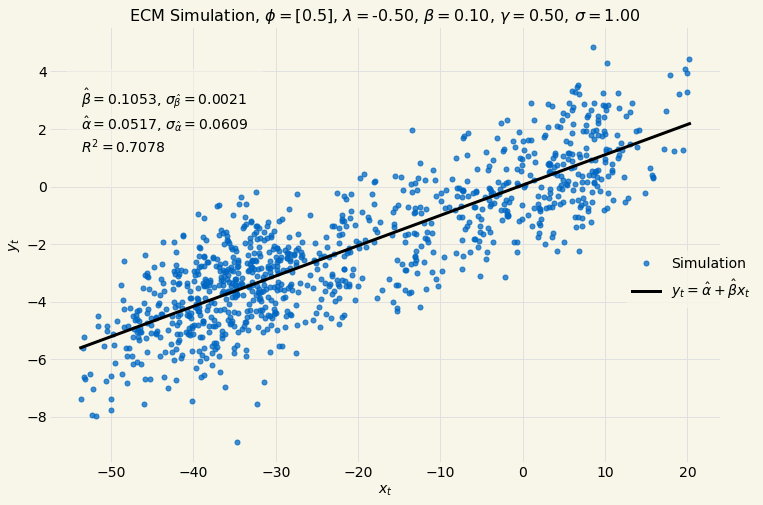 ECM Simulation, ϕ = [0.5], λ = -0.50, β = 0.10, γ = 0.50, σ = 1.00
β̂ = 0.1053, σ_β̂ = 0.0021
α̂ = 0.0517, σ_α̂ = 0.0609
R² = 0.7078
4
2
0
−2
−4
−6
−8
y_t
Simulation
y_t = α̂ + β̂x_t
−50 −40 −30 −20 −10 0 10 20
x_t